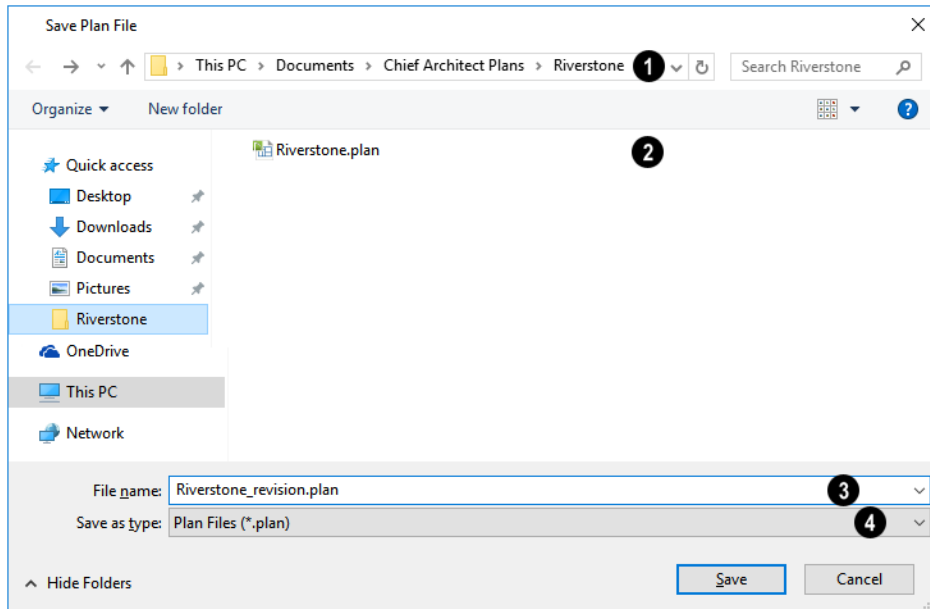 Save Plan File
This PC > Documents > Chief Architect Plans > Riverstone 1 Search Riverstone
Organize New folder ?
Riverstone.plan 2
Quick access
Desktop
Downloads
Documents
Pictures
Riverstone
OneDrive
This PC
Network
File name: Riverstone_revision.plan 3
Save as type: Plan Files (*.plan) 4
Hide Folders Save Cancel